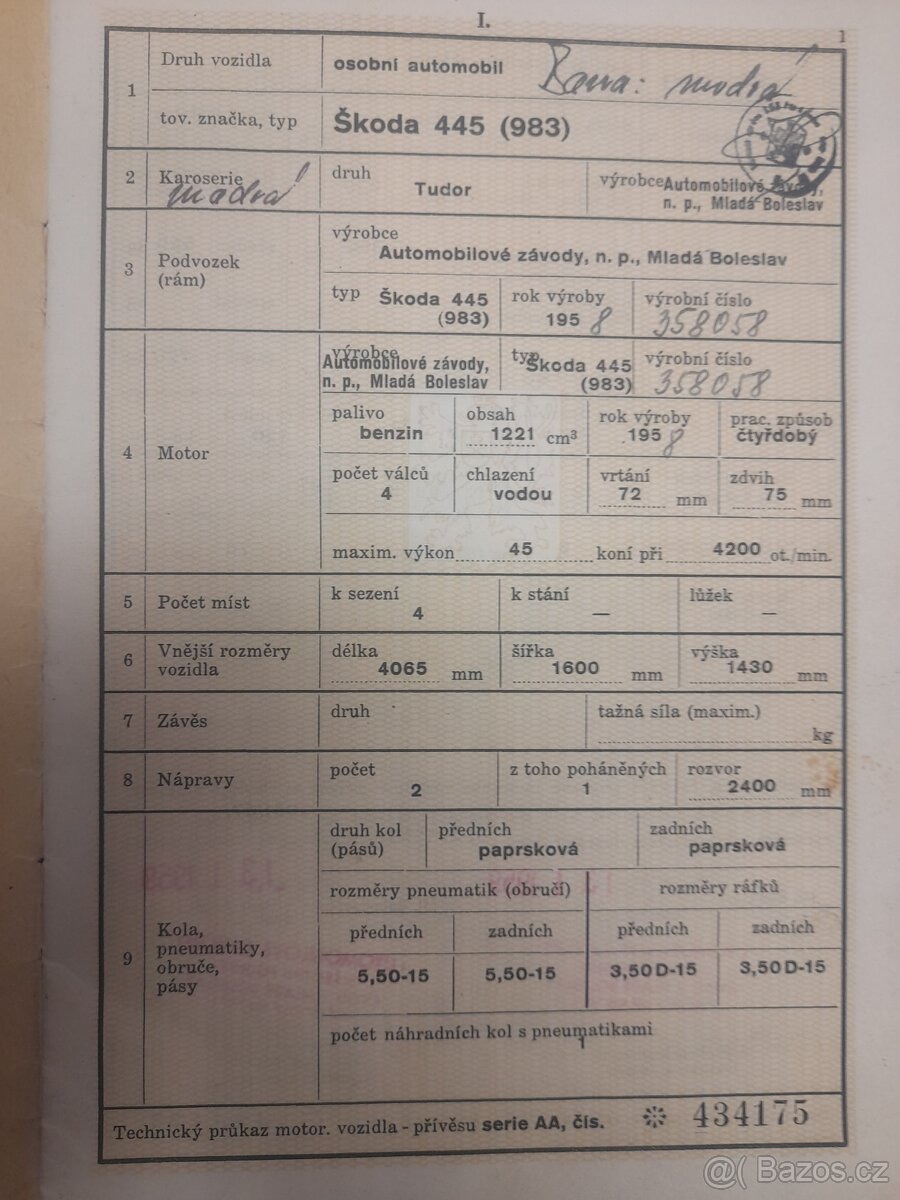 I.
1
1 Druh vozidla osobní automobil Barva: modrá
tov. značka, typ Škoda 445 (983)
2 Karoserie modrá druh Tudor výrobce Automobilové závody,
n. p., Mladá Boleslav
3 Podvozek
(rám)
výrobce
Automobilové závody, n. p., Mladá Boleslav
typ Škoda 445 rok výroby výrobní číslo
(983) 1958 358058
4 Motor
výrobce typ výrobní číslo
Automobilové závody, Škoda 445
n. p., Mladá Boleslav (983) 358058
palivo obsah rok výroby prac. způsob
benzin 1221 cm³ 1958 čtyřdobý
počet válců chlazení vrtání zdvih
4 vodou 72 mm 75 mm
maxim. výkon 45 koní při 4200 ot./min.
5 Počet míst k sezení k stání lůžek
4 — —
6 Vnější rozměry
vozidla
délka šířka výška
4065 mm 1600 mm 1430 mm
7 Závěs druh tažná síla (maxim.)
kg
8 Nápravy počet z toho poháněných rozvor
2 1 2400 mm
9 Kola,
pneumatiky,
obruče,
pásy
druh kol předních zadních
(pásů) paprsková paprsková
rozměry pneumatik (obručí) rozměry ráfků
předních zadních předních zadních
5,50-15 5,50-15 3,50 D-15 3,50 D-15
počet náhradních kol s pneumatikami
1
Technický průkaz motor. vozidla - přívěsu serie AA, čís. 434175
@( Bazos.cz